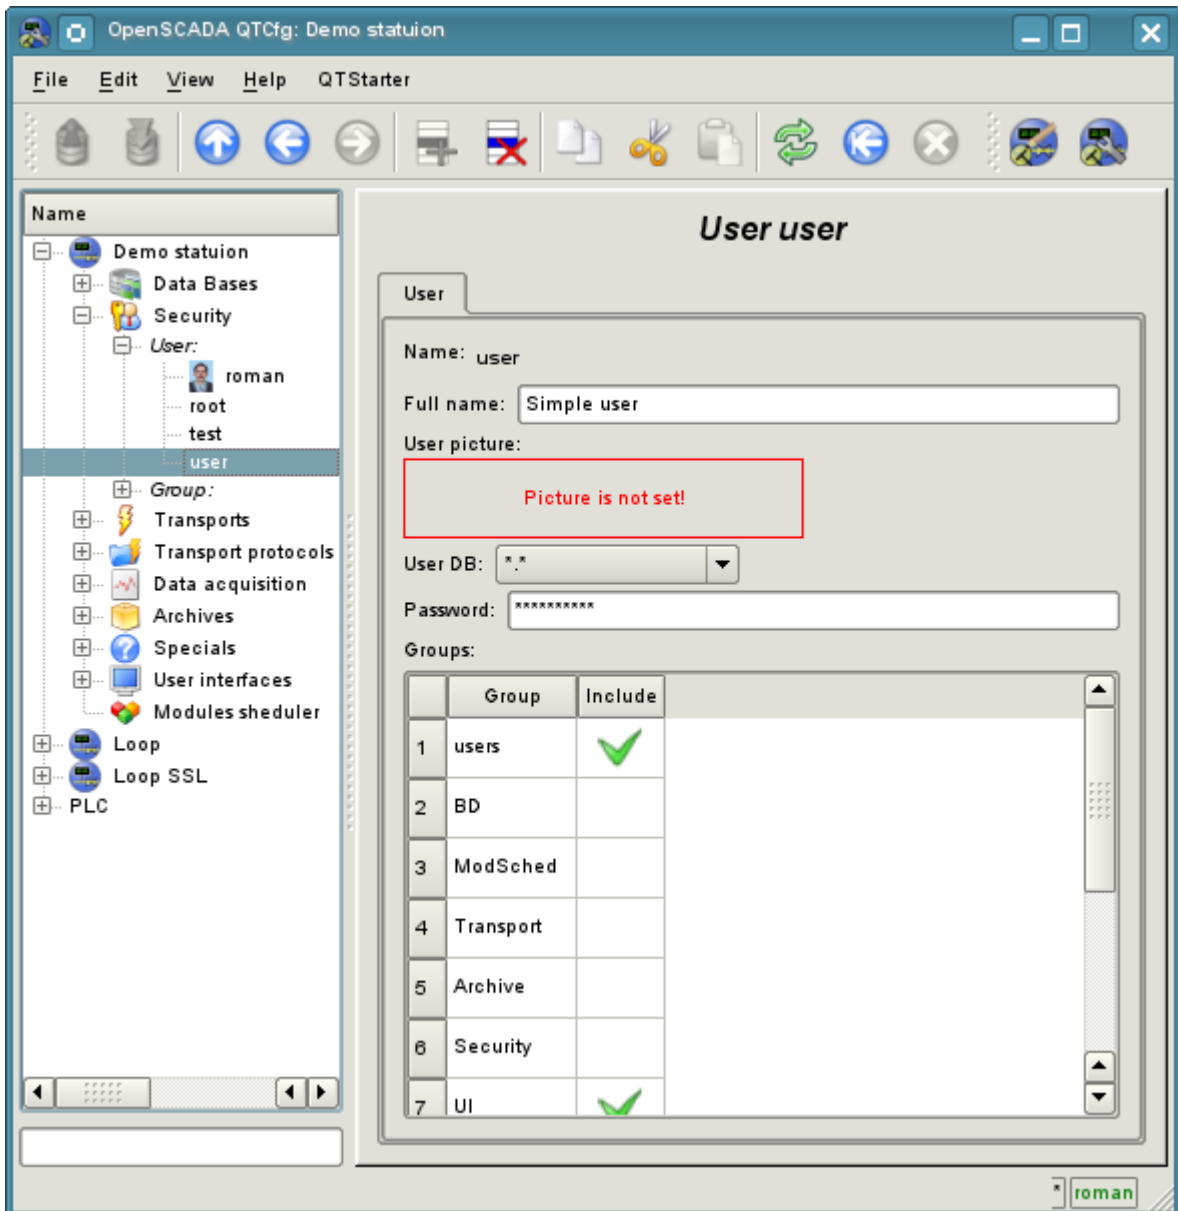 OpenSCADA QTCfg: Demo statuion
File Edit View Help QTStarter
Name
Demo statuion
Data Bases
Security
User:
roman
root
test
user
Group:
Transports
Transport protocols
Data acquisition
Archives
Specials
User interfaces
Modules sheduler
Loop
Loop SSL
PLC
User user
User
Name: user
Full name: Simple user
User picture:
Picture is not set!
User DB: *.*
Password: **********
Groups:
Group Include
1 users
2 BD
3 ModSched
4 Transport
5 Archive
6 Security
7 UI
* roman